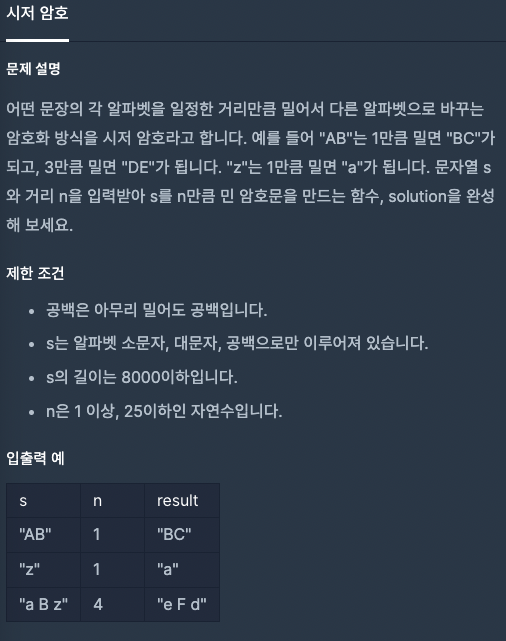 시저 암호
문제 설명
어떤 문장의 각 알파벳을 일정한 거리만큼 밀어서 다른 알파벳으로 바꾸는
암호화 방식을 시저 암호라고 합니다. 예를 들어 "AB"는 1만큼 밀면 "BC"가
되고, 3만큼 밀면 "DE"가 됩니다. "z"는 1만큼 밀면 "a"가 됩니다. 문자열 s
와 거리 n을 입력받아 s를 n만큼 민 암호문을 만드는 함수, solution을 완성
해 보세요.
제한 조건
• 공백은 아무리 밀어도 공백입니다.
• s는 알파벳 소문자, 대문자, 공백으로만 이루어져 있습니다.
• s의 길이는 8000이하입니다.
• n은 1 이상, 25이하인 자연수입니다.
입출력 예
s n result
"AB" 1 "BC"
"z" 1 "a"
"a B z" 4 "e F d"